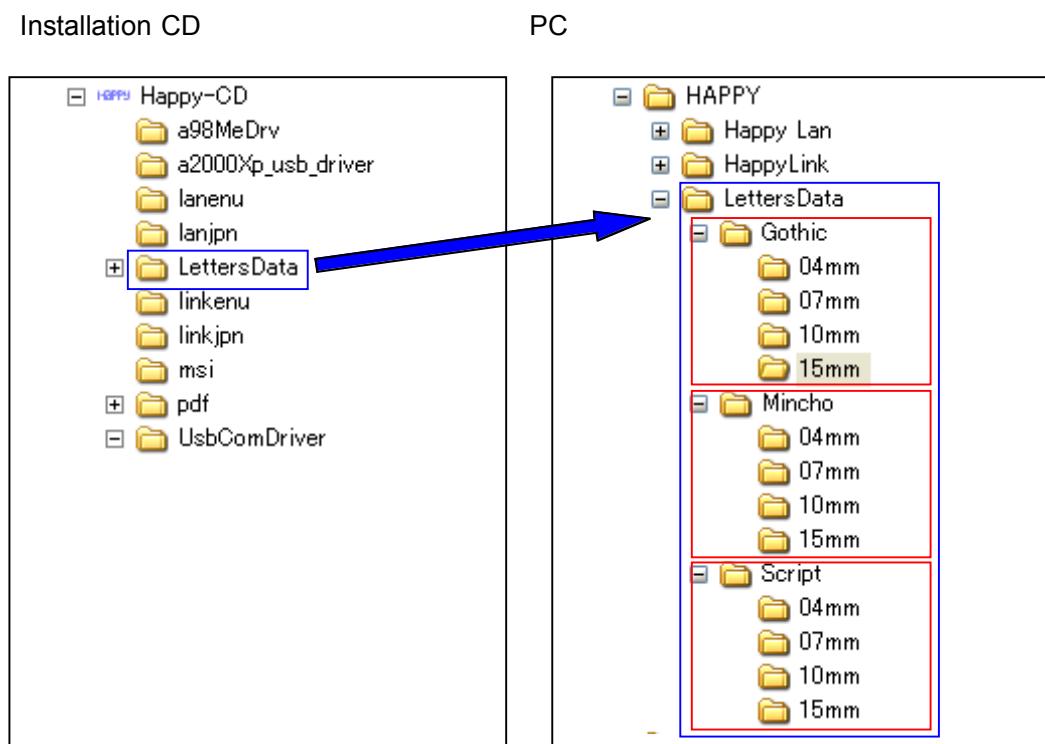 Installation CD
PC
HAPPY Happy-CD
a98MeDrv
a2000Xp_usb_driver
lanenu
lanjpn
LettersData
linkenu
linkjpn
msi
pdf
UsbComDriver
HAPPY
Happy Lan
HappyLink
LettersData
Gothic
04mm
07mm
10mm
15mm
Mincho
04mm
07mm
10mm
15mm
Script
04mm
07mm
10mm
15mm